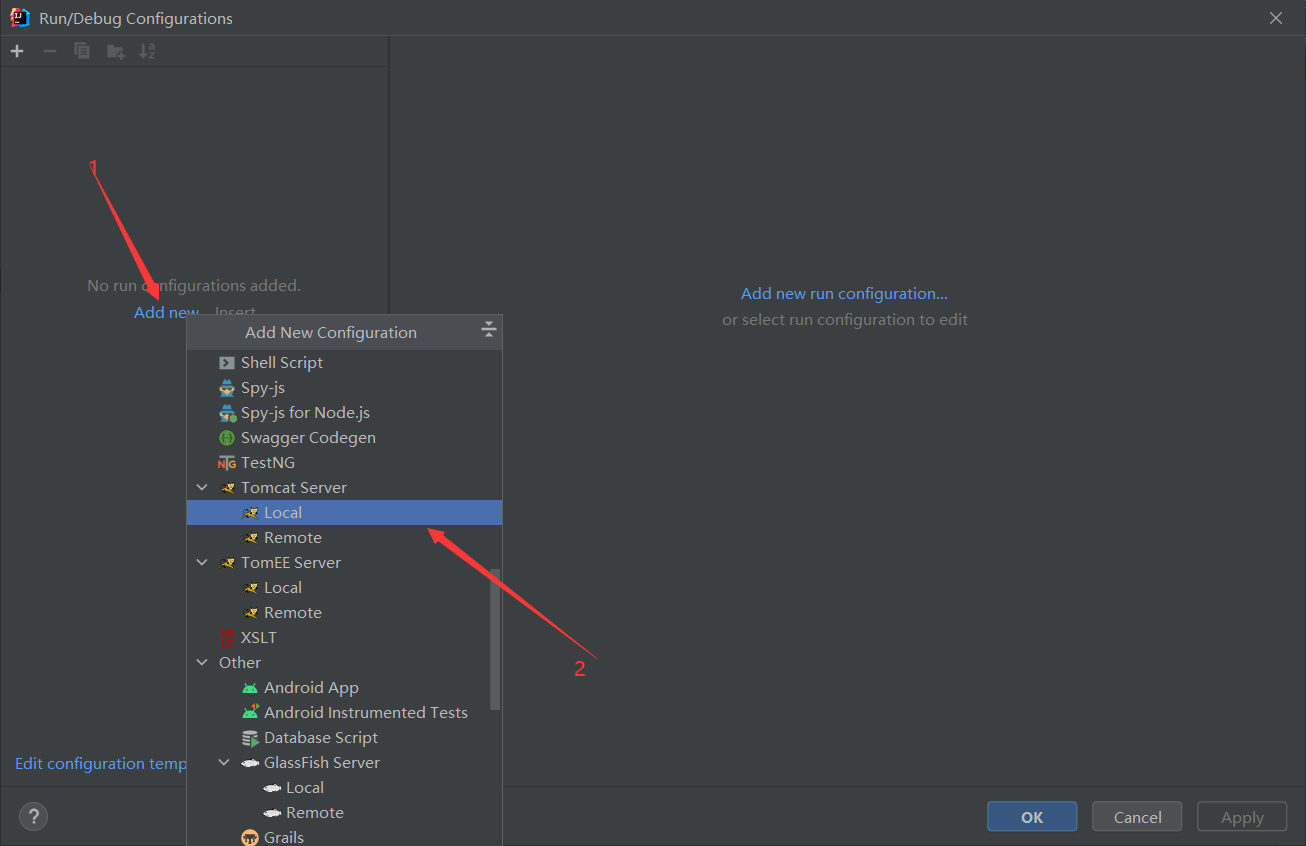 Run/Debug Configurations
1
No run configurations added.
Add new... Insert
Add new run configuration...
or select run configuration to edit
Add New Configuration
Shell Script
Spy-js
Spy-js for Node.js
Swagger Codegen
TestNG
Tomcat Server
Local
Remote
TomEE Server
Local
Remote
XSLT
2
Other
Android App
Android Instrumented Tests
Database Script
Edit configuration temp
GlassFish Server
Local
Remote
Grails
?
OK
Cancel
Apply